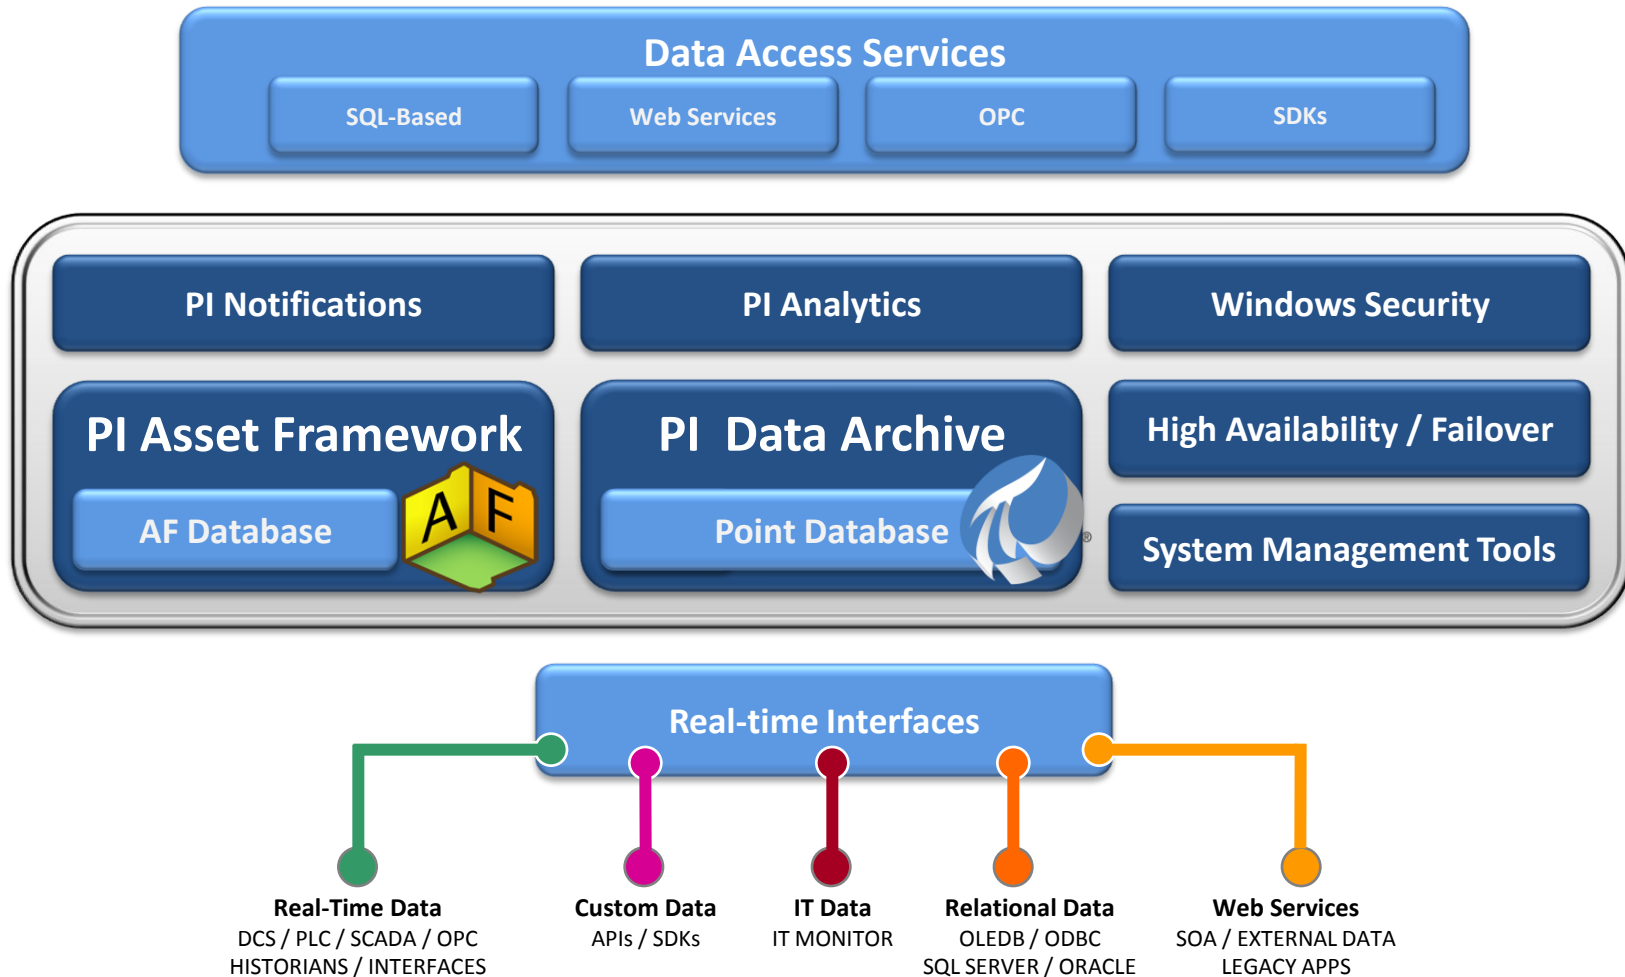 Data Access Services
SQL-Based
Web Services
OPC
SDKs
PI Notifications
PI Analytics
Windows Security
PI Asset Framework
AF Database
A F
PI  Data Archive
Point Database
®
High Availability / Failover
System Management Tools
Real-time Interfaces
Real-Time Data
DCS / PLC / SCADA / OPC
HISTORIANS / INTERFACES
Custom Data
APIs / SDKs
IT Data
IT MONITOR
Relational Data
OLEDB / ODBC
SQL SERVER / ORACLE
Web Services
SOA / EXTERNAL DATA
LEGACY APPS